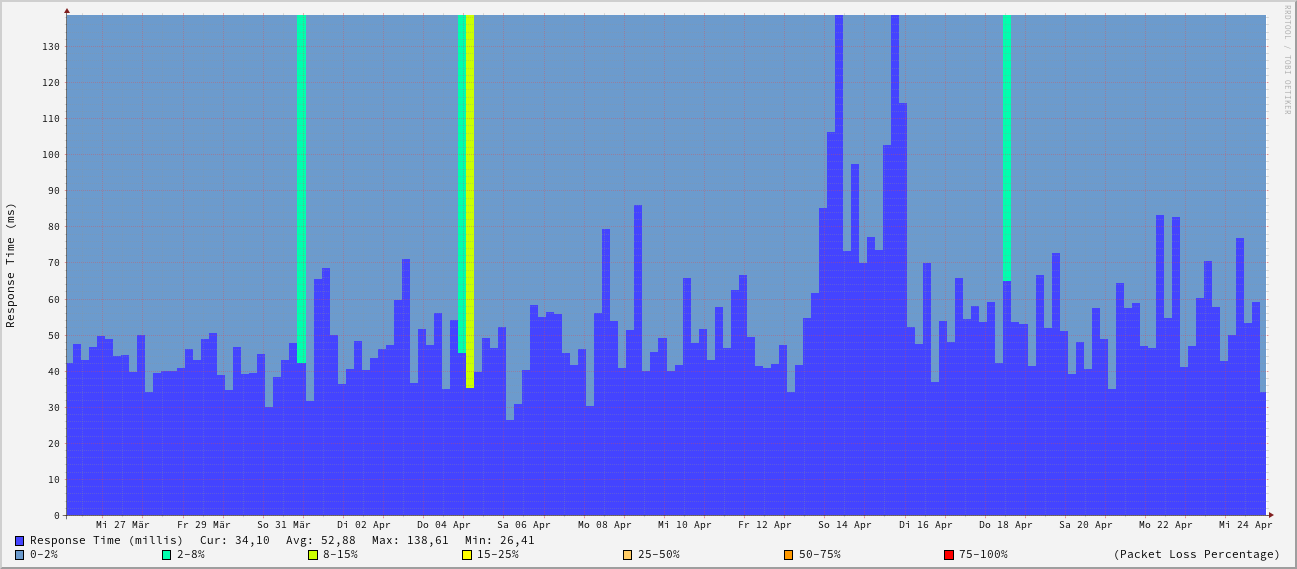 RRDTOOL / TOBI OETIKER
Response Time (ms)
130
120
110
100
90
80
70
60
50
40
30
20
10
0
Mi 27 Mär Fr 29 Mär So 31 Mär Di 02 Apr Do 04 Apr Sa 06 Apr Mo 08 Apr Mi 10 Apr Fr 12 Apr So 14 Apr Di 16 Apr Do 18 Apr Sa 20 Apr Mo 22 Apr Mi 24 Apr
Response Time (millis) Cur: 34,10 Avg: 52,88 Max: 138,61 Min: 26,41
0-2% 2-8% 8-15% 15-25% 25-50% 50-75% 75-100% (Packet Loss Percentage)